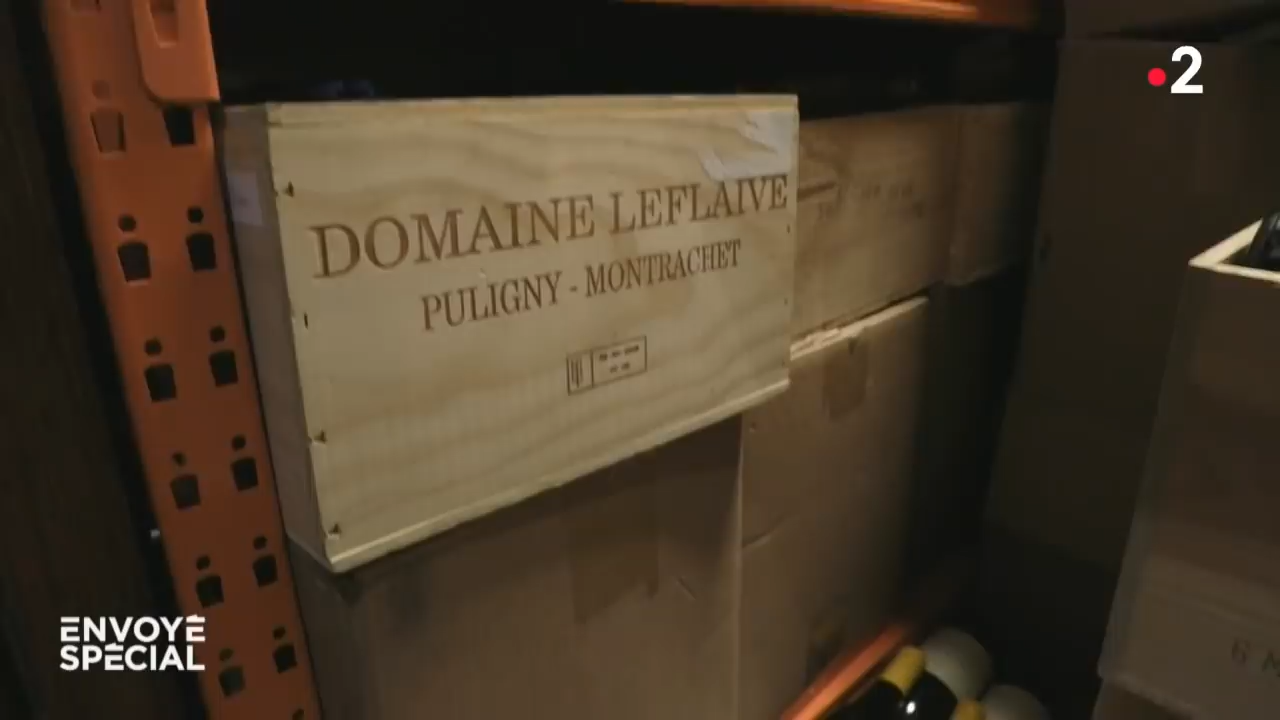 2
DOMAINE LEFLAIVE
PULIGNY - MONTRACHET
ENVOYÉ
SPÉCIAL